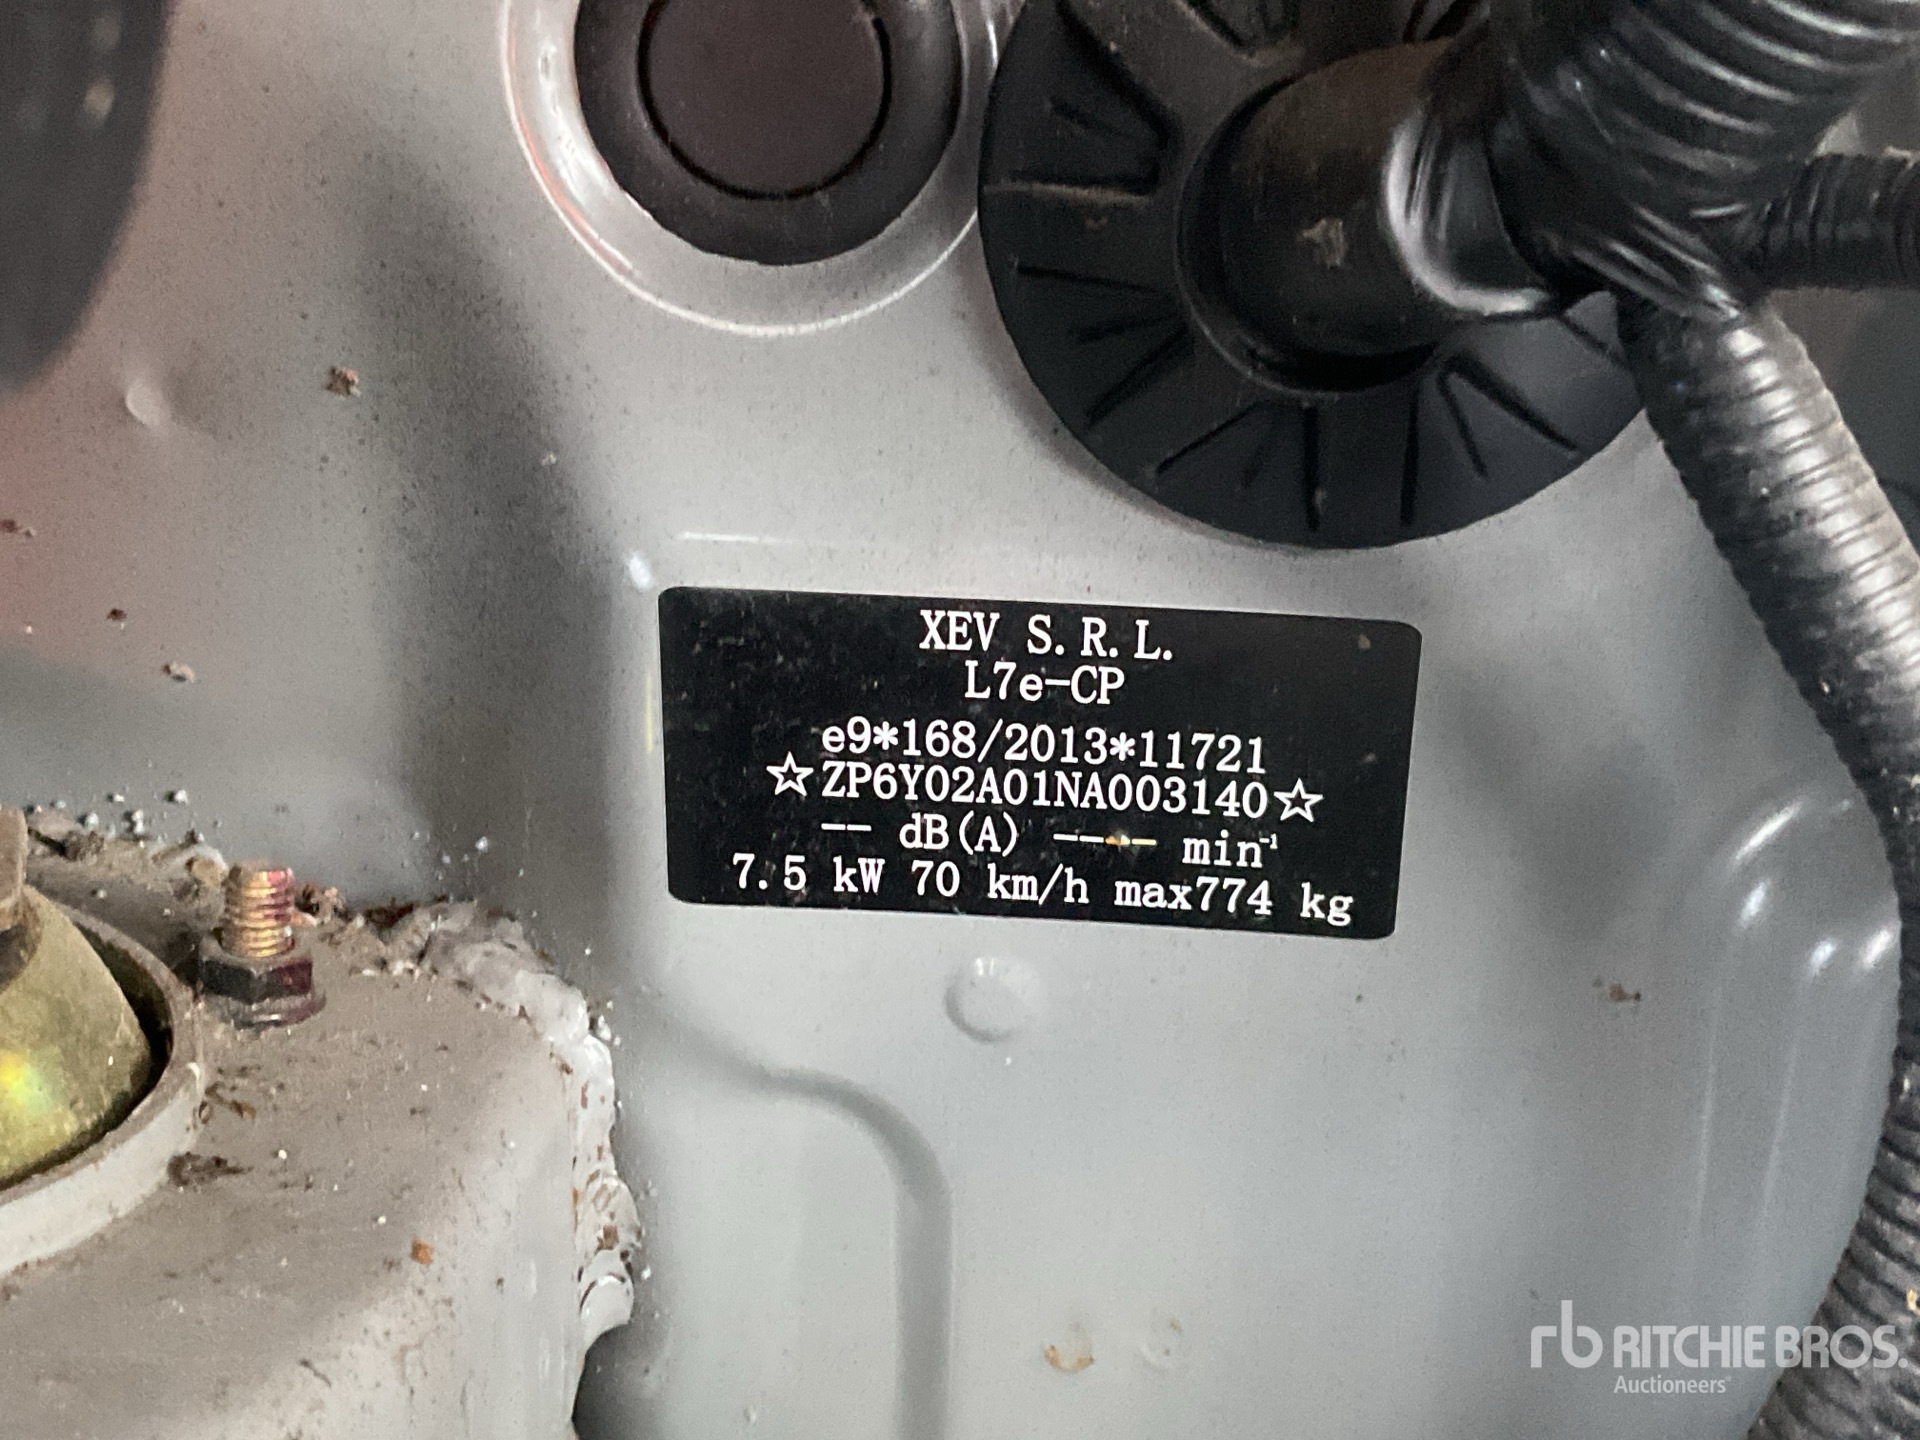 XEV S.R.L.
L7e-CP
e9*168/2013*11721
☆ZP6Y02A01NA003140☆
-- dB(A) ---- min⁻¹
7.5 kW 70 km/h max774 kg
rb RITCHIE BROS.
Auctioneers